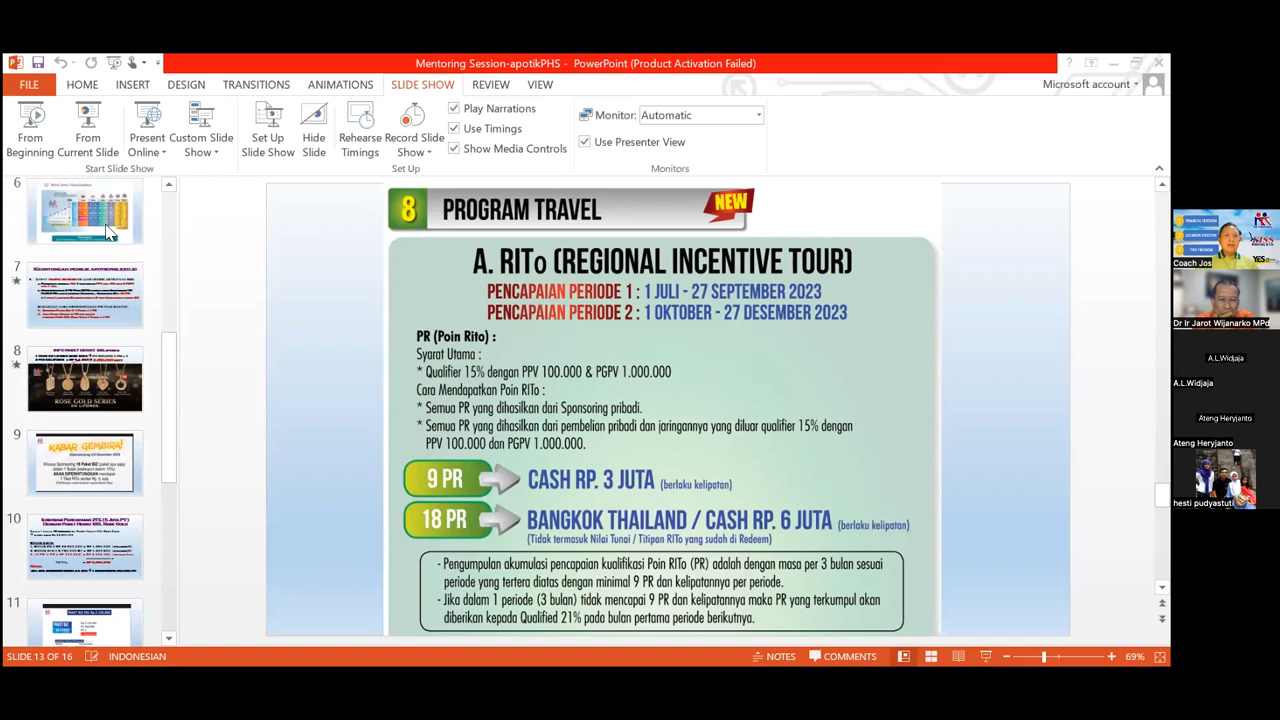 Mentoring Session-apotikPHS - PowerPoint (Product Activation Failed)
FILE HOME INSERT DESIGN TRANSITIONS ANIMATIONS SLIDE SHOW REVIEW VIEW
Microsoft account
From Beginning
From Current Slide
Present Online
Custom Slide Show
Set Up Slide Show
Hide Slide
Rehearse Timings
Record Slide Show
Play Narrations
Use Timings
Show Media Controls
Monitor: Automatic
Use Presenter View
Start Slide Show
Set Up
Monitors
6
7
8
ROSE GOLD SERIES
9
KABAR GEMBIRA!
10
11
8 PROGRAM TRAVEL NEW
A. RITo (REGIONAL INCENTIVE TOUR)
PENCAPAIAN PERIODE 1 : 1 JULI - 27 SEPTEMBER 2023
PENCAPAIAN PERIODE 2 : 1 OKTOBER - 27 DESEMBER 2023
PR (Poin Rito) :
Syarat Utama :
* Qualifier 15% dengan PPV 100.000 & PGPV 1.000.000
Cara Mendapatkan Poin RITo :
* Semua PR yang dihasilkan dari Sponsoring pribadi.
* Semua PR yang dihasilkan dari pembelian pribadi dan jaringannya yang diluar qualifier 15% dengan
PPV 100.000 dan PGPV 1.000.000.
9 PR CASH RP. 3 JUTA (berlaku kelipatan)
18 PR BANGKOK THAILAND / CASH RP. 6 JUTA (berlaku kelipatan)
(Tidak termasuk Nilai Tunai / Titipan RITo yang sudah di Redeem)
- Pengumpulan akumulasi pencapaian kualifikasi Poin RITo (PR) adalah dengan masa per 3 bulan sesuai
periode yang tertera diatas dengan minimal 9 PR dan kelipatannya per periode.
- Jika dalam 1 periode (3 bulan) tidak mencapai 9 PR dan kelipatannya maka PR yang terkumpul akan
diberikan kepada Qualified 21% pada bulan pertama periode berikutnya.
Coach Jos
Dr Ir Jarot Wijanarko MPd
A.L.Widjaja
A.L.Widjaja
Ateng Heryjanto
Ateng Heryjanto
hesti pudyastuti
SLIDE 13 OF 16 INDONESIAN NOTES COMMENTS 69%